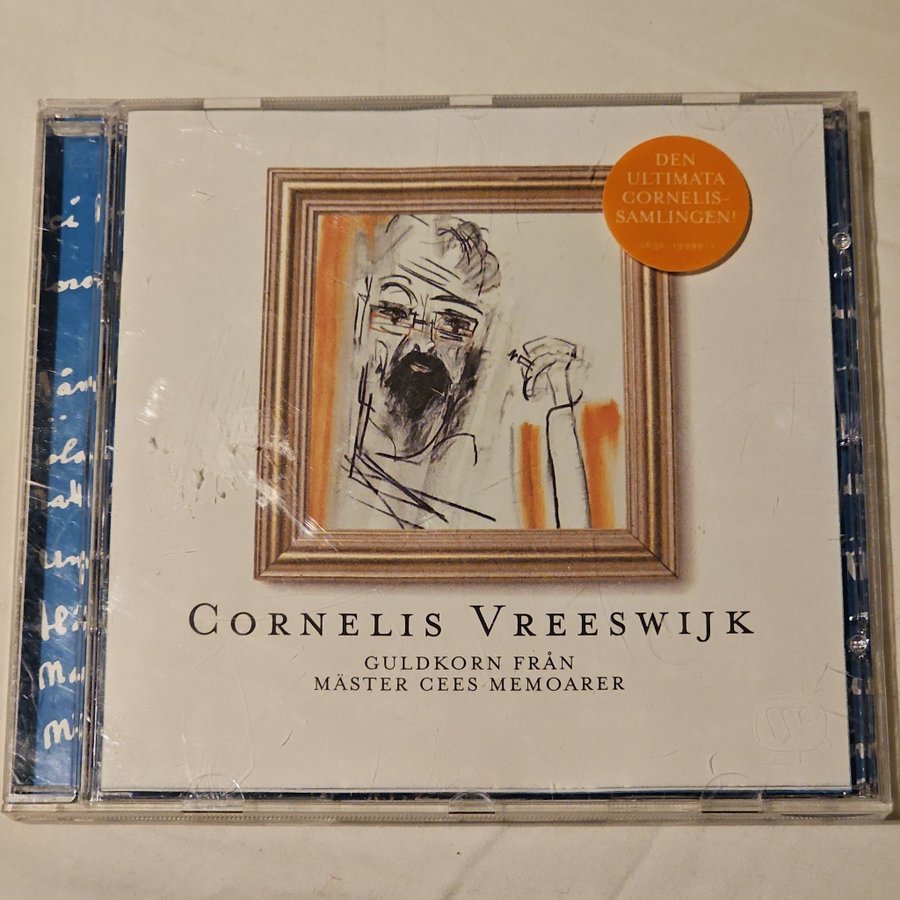 DEN
ULTIMATA
CORNELIS-
SAMLINGEN!
CORNELIS VREESWIJK
GULDKORN FRÅN
MÄSTER CEES MEMOARER